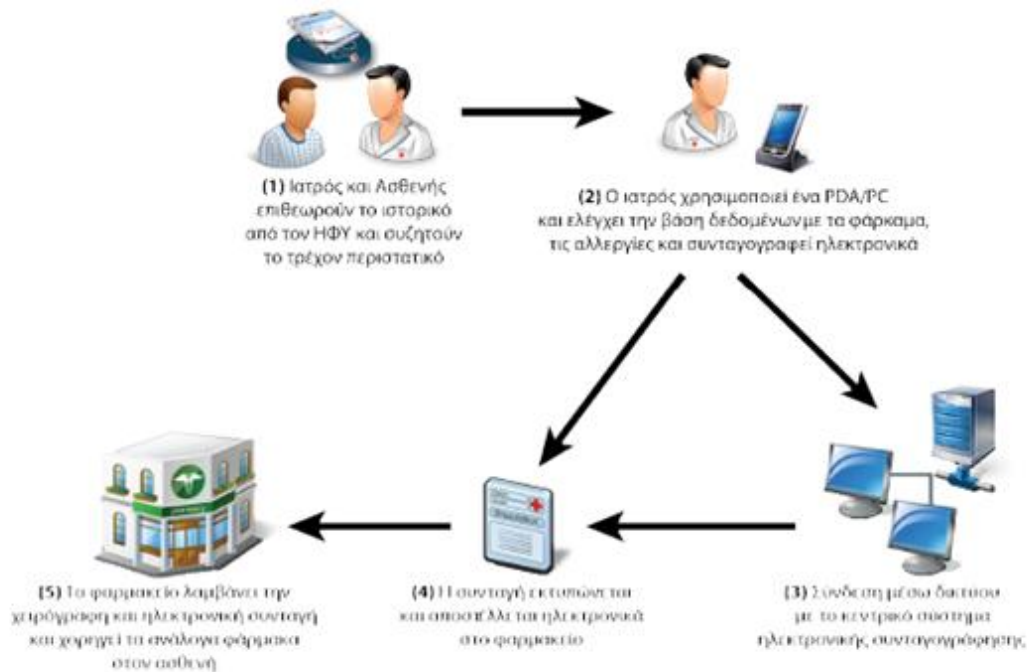 (1) Ιατρός και Ασθενής
επιθεωρούν το ιστορικό
από τον ΗΦΥ και συζητούν
το τρέχον περιστατικό
(2) Ο ιατρός χρησιμοποιεί ένα PDA/PC
και ελέγχει την βάση δεδομένων με τα φάρκαμα,
τις αλλεργίες και συνταγογραφεί ηλεκτρονικά
(3) Σύνδεση μέσω δικτύου
με το κεντρικό σύστημα
ηλεκτρονικής συνταγογράφησης
(4) Η συνταγή εκτυπώνεται
και αποστέλλεται ηλεκτρονικά
στο φαρμακείο
(5) Το φαρμακείο λαμβάνει την
χειρόγραφη και ηλεκτρονική συνταγή
και χορηγεί τα ανάλογα φάρμακα
στον ασθενή